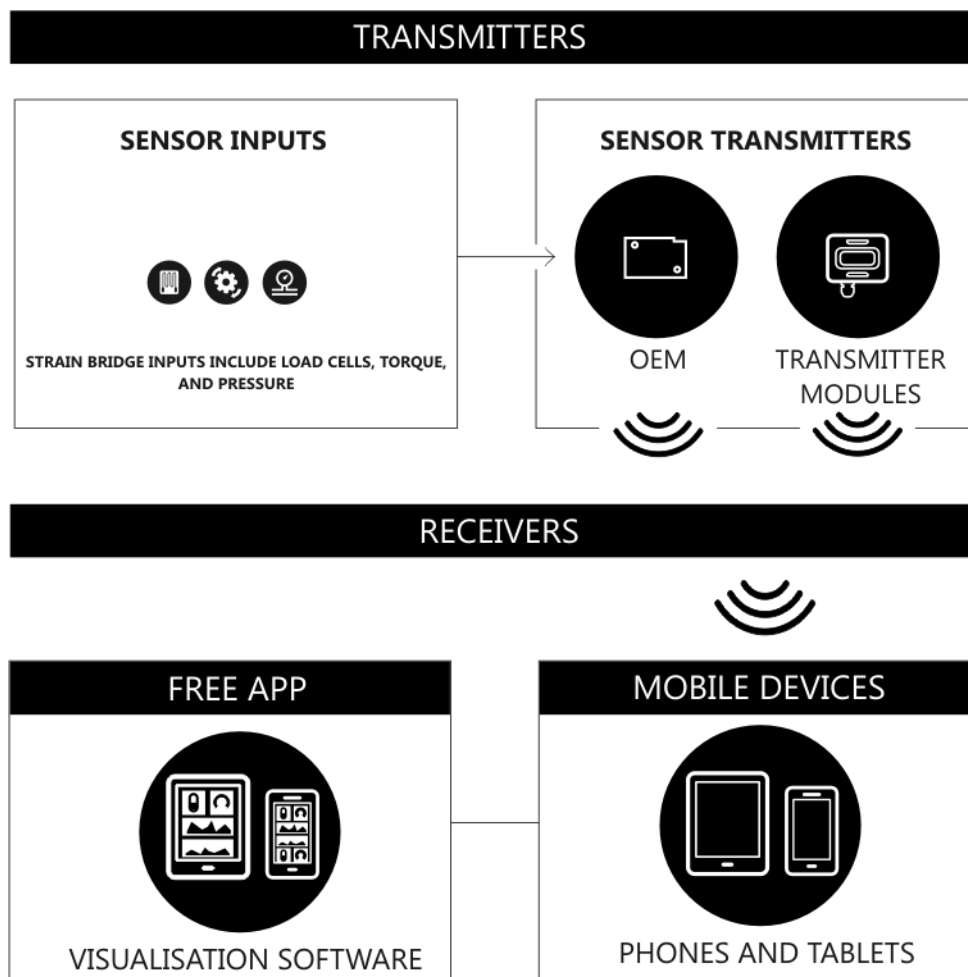 TRANSMITTERS
SENSOR INPUTS
STRAIN BRIDGE INPUTS INCLUDE LOAD CELLS, TORQUE,
AND PRESSURE
SENSOR TRANSMITTERS
OEM
TRANSMITTER
MODULES
RECEIVERS
FREE APP
VISUALISATION SOFTWARE
MOBILE DEVICES
PHONES AND TABLETS